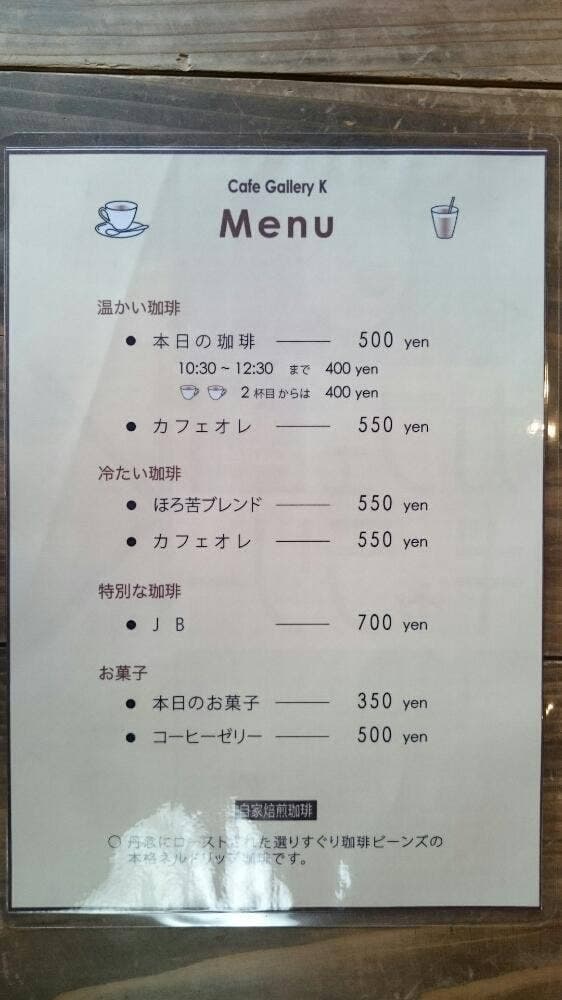 Cafe Gallery K
Menu
温かい珈琲
● 本日の珈琲 ─── 500 yen
10:30 ~ 12:30 まで 400 yen
2 杯目からは 400 yen
● カフェオレ ─── 550 yen
冷たい珈琲
● ほろ苦ブレンド ─── 550 yen
● カフェオレ ─── 550 yen
特別な珈琲
● J B ─── 700 yen
お菓子
● 本日のお菓子 ─── 350 yen
● コーヒーゼリー ─── 500 yen
自家焙煎珈琲
○ 丹念にローストされた選りすぐり珈琲ビーンズの
本格ネルドリップ珈琲です。